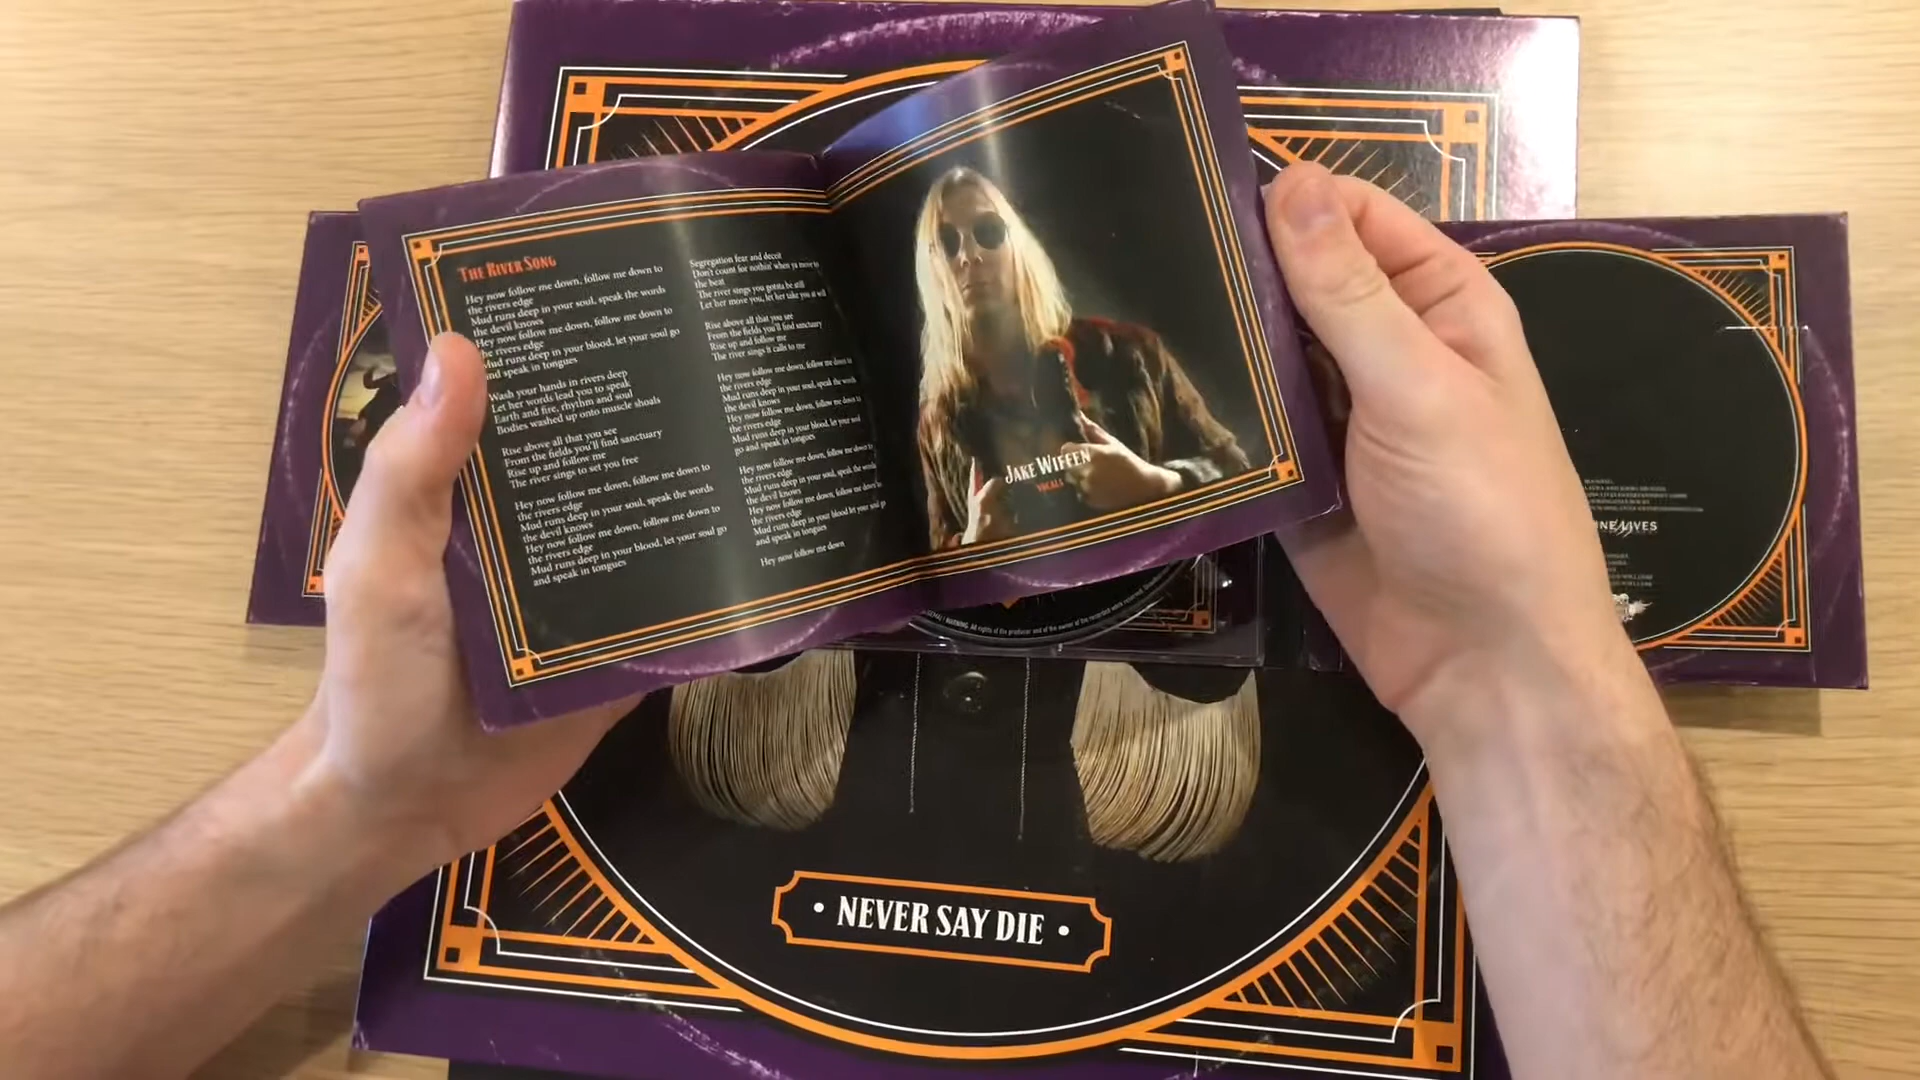 THE RIVER SONG
Hey now follow me down, follow me down to
the rivers edge
Mud runs deep in your soul, speak the words
the devil knows
Hey now follow me down, follow me down to
the rivers edge
Mud runs deep in your blood, let your soul go
and speak in tongues
Wash your hands in rivers deep
Let her words lead you to speak
Earth and fire, rhythm and soul
Bodies washed up onto muscle shoals
Rise above all that you see
From the fields you'll find sanctuary
Rise up and follow me
The river sings to set you free
Hey now follow me down, follow me down to
the rivers edge
Mud runs deep in your soul, speak the words
the devil knows
Hey now follow me down, follow me down to
the rivers edge
Mud runs deep in your blood, let your soul go
and speak in tongues
Segregation fear and deceit
Don't count for nothin' when ya move to
the beat
The river sings you gotta be still
Let her move you, let her take you at will
Rise above all that you see
From the fields you'll find sanctuary
Rise up and follow me
The river sings it calls to me
Hey now follow me down, follow me down to
the rivers edge
Mud runs deep in your soul, speak the words
the devil knows
Hey now follow me down, follow me down to
the rivers edge
Mud runs deep in your blood, let your soul
go and speak in tongues
Hey now follow me down, follow me down to
the rivers edge
Mud runs deep in your soul, speak the words
the devil knows
Hey now follow me down, follow me down to
the rivers edge
Mud runs deep in your blood let your soul go
and speak in tongues
Hey now follow me down
JAKE WIFFEN
VOCALS
WARNING. All rights of the producer and of the owner of the recorded work reserved.
• NEVER SAY DIE •